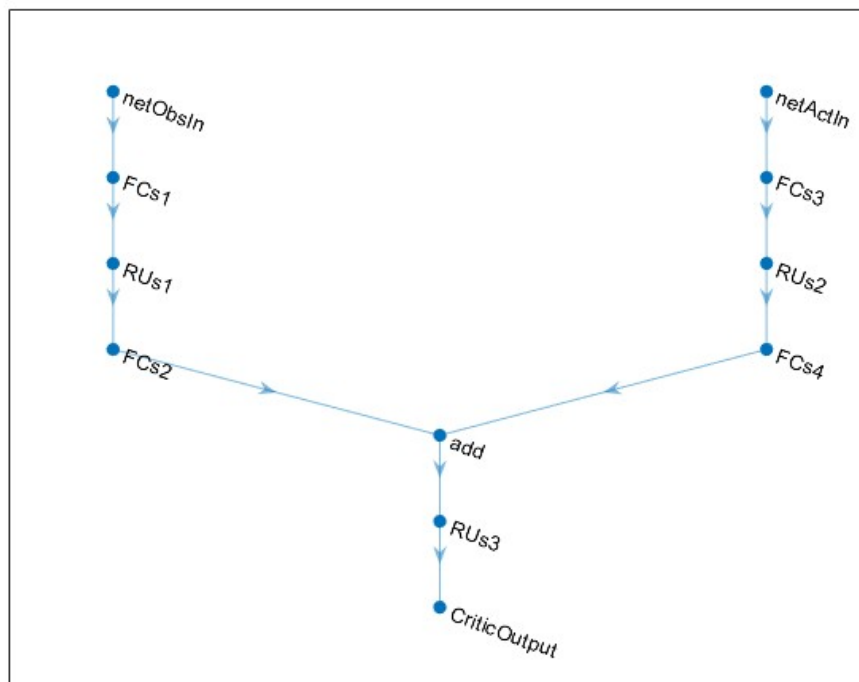 netObsIn
netActIn
FCs1
FCs3
RUs1
RUs2
FCs2
FCs4
add
RUs3
CriticOutput